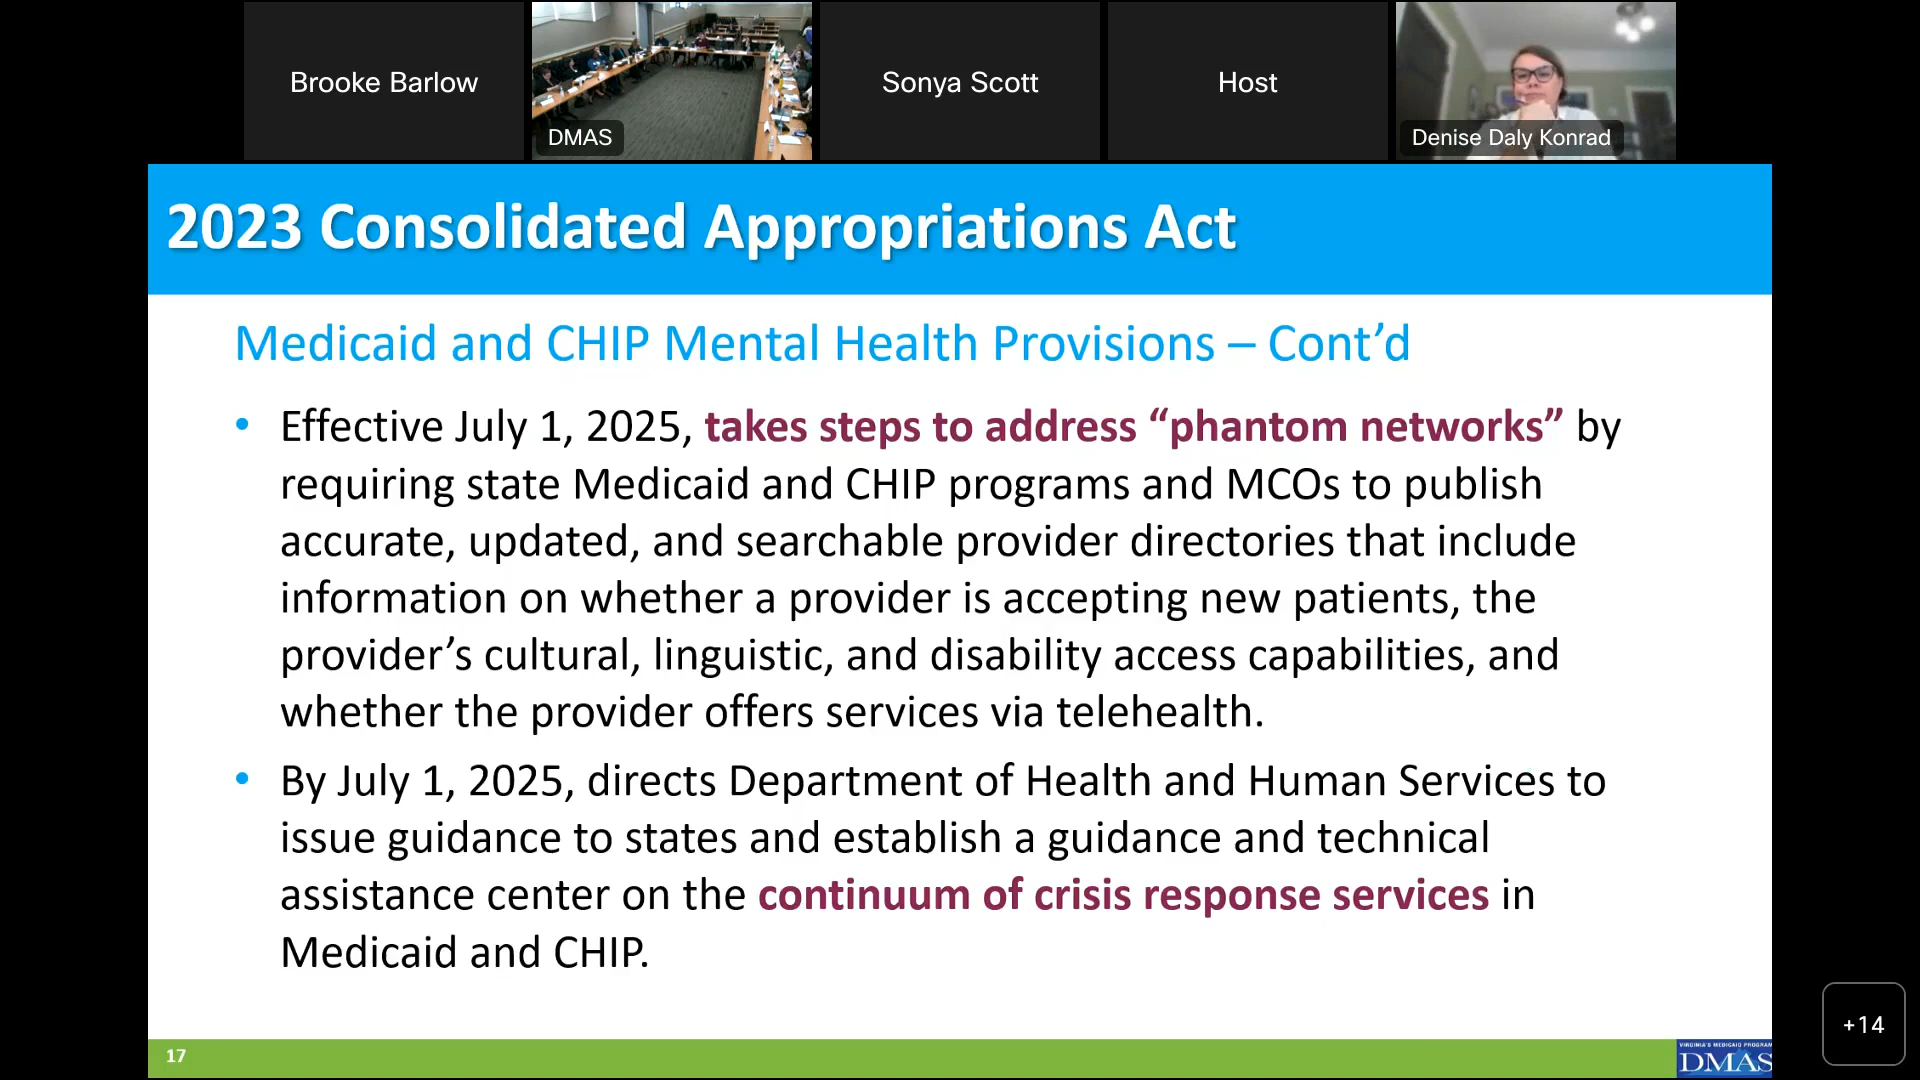 Brooke Barlow
DMAS
Sonya Scott
Host
Denise Daly Konrad
2023 Consolidated Appropriations Act
Medicaid and CHIP Mental Health Provisions – Cont’d
• Effective July 1, 2025, takes steps to address “phantom networks” by
requiring state Medicaid and CHIP programs and MCOs to publish
accurate, updated, and searchable provider directories that include
information on whether a provider is accepting new patients, the
provider’s cultural, linguistic, and disability access capabilities, and
whether the provider offers services via telehealth.
• By July 1, 2025, directs Department of Health and Human Services to
issue guidance to states and establish a guidance and technical
assistance center on the continuum of crisis response services in
Medicaid and CHIP.
+14
17
VIRGINIA'S MEDICAID PROGRAM
DMAS